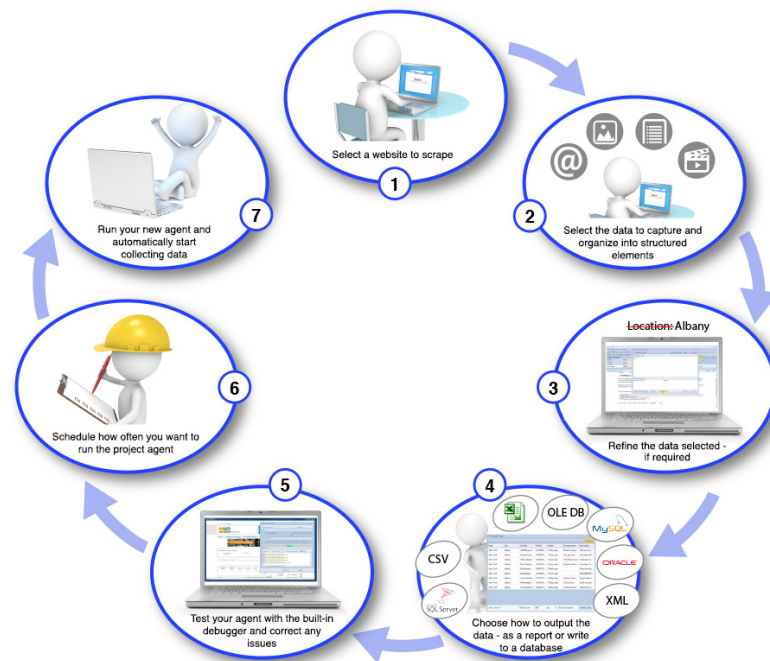 Select a website to scrape
1
2
Select the data to capture and
organize into structured
elements
Location: Albany
3
Refine the data selected -
if required
4
OLE DB
MySQL
CSV
ORACLE
SQL Server
XML
Choose how to output the
data - as a report or write
to a database
5
Test your agent with the built-in
debugger and correct any
issues
6
Schedule how often you want to
run the project agent
7
Run your new agent and
automatically start
collecting data